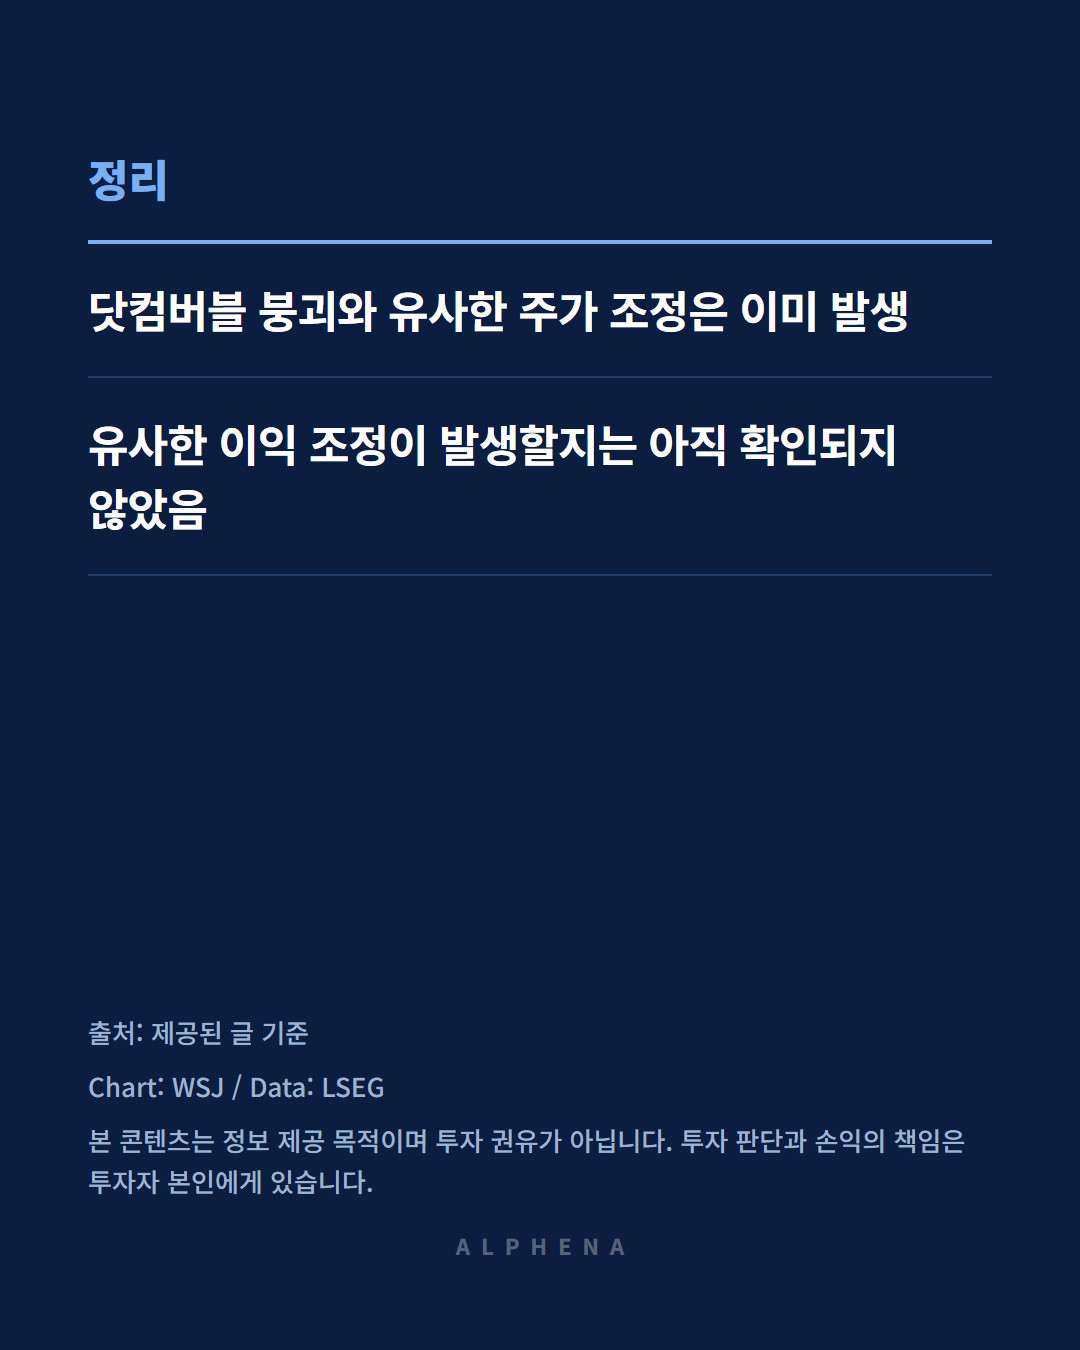 정리
닷컴버블 붕괴와 유사한 주가 조정은 이미 발생
유사한 이익 조정이 발생할지는 아직 확인되지
않았음
출처: 제공된 글 기준
Chart: WSJ / Data: LSEG
본 콘텐츠는 정보 제공 목적이며 투자 권유가 아닙니다. 투자 판단과 손익의 책임은
투자자 본인에게 있습니다.
ALPHENA